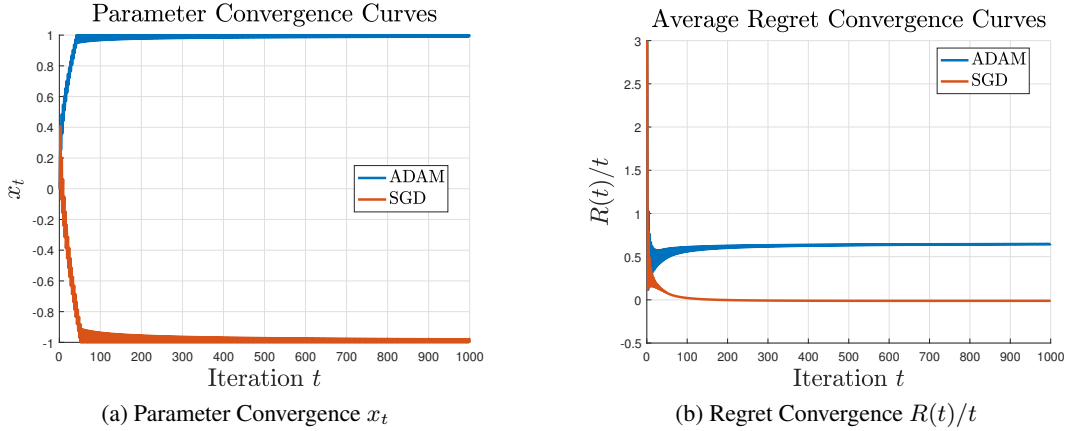 Parameter Convergence Curves
1
0.8
0.6
0.4
0.2
0
-0.2
-0.4
-0.6
-0.8
-1
x_t
ADAM
SGD
0 100 200 300 400 500 600 700 800 900 1000
Iteration t
(a) Parameter Convergence x_t
Average Regret Convergence Curves
3
2.5
2
1.5
1
0.5
0
-0.5
R(t)/t
ADAM
SGD
0 100 200 300 400 500 600 700 800 900 1000
Iteration t
(b) Regret Convergence R(t)/t